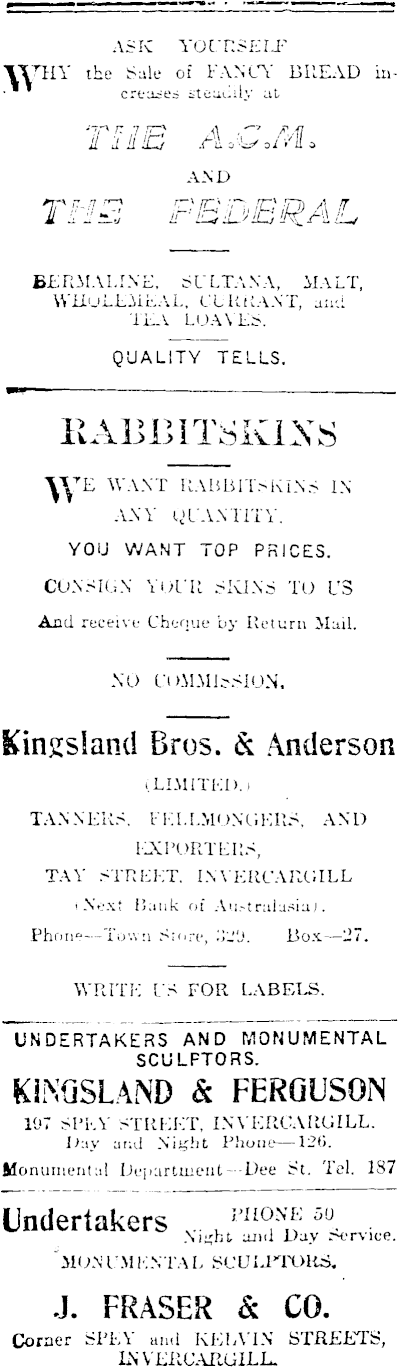 ASK YOURSELF
WHY the Sale of FANCY BREAD in-
creases steadily at
THE A.C.M.
AND
THE FEDERAL
BERMALINE, SULTANA, MALT,
WHOLEMEAL, CURRANT, and
TEA LOAVES.
QUALITY TELLS.
RABBITSKINS
WE WANT RABBITSKINS IN
ANY QUANTITY.
YOU WANT TOP PRICES.
CONSIGN YOUR SKINS TO US
And receive Cheque by Return Mail.
NO COMMISSION.
Kingsland Bros. & Anderson
(LIMITED.)
TANNERS, FELLMONGERS, AND
EXPORTERS,
TAY STREET, INVERCARGILL
(Next Bank of Australasia).
Phone—Town Store, 329. Box—27.
WRITE US FOR LABELS.
UNDERTAKERS AND MONUMENTAL
SCULPTORS.
KINGSLAND & FERGUSON
197 SPEY STREET, INVERCARGILL.
Day and Night Phone—126.
Monumental Department—Dee St. Tel. 187
Undertakers PHONE 50
Night and Day Service.
MONUMENTAL SCULPTORS.
J. FRASER & CO.
Corner SPEY and KELVIN STREETS,
INVERCARGILL.